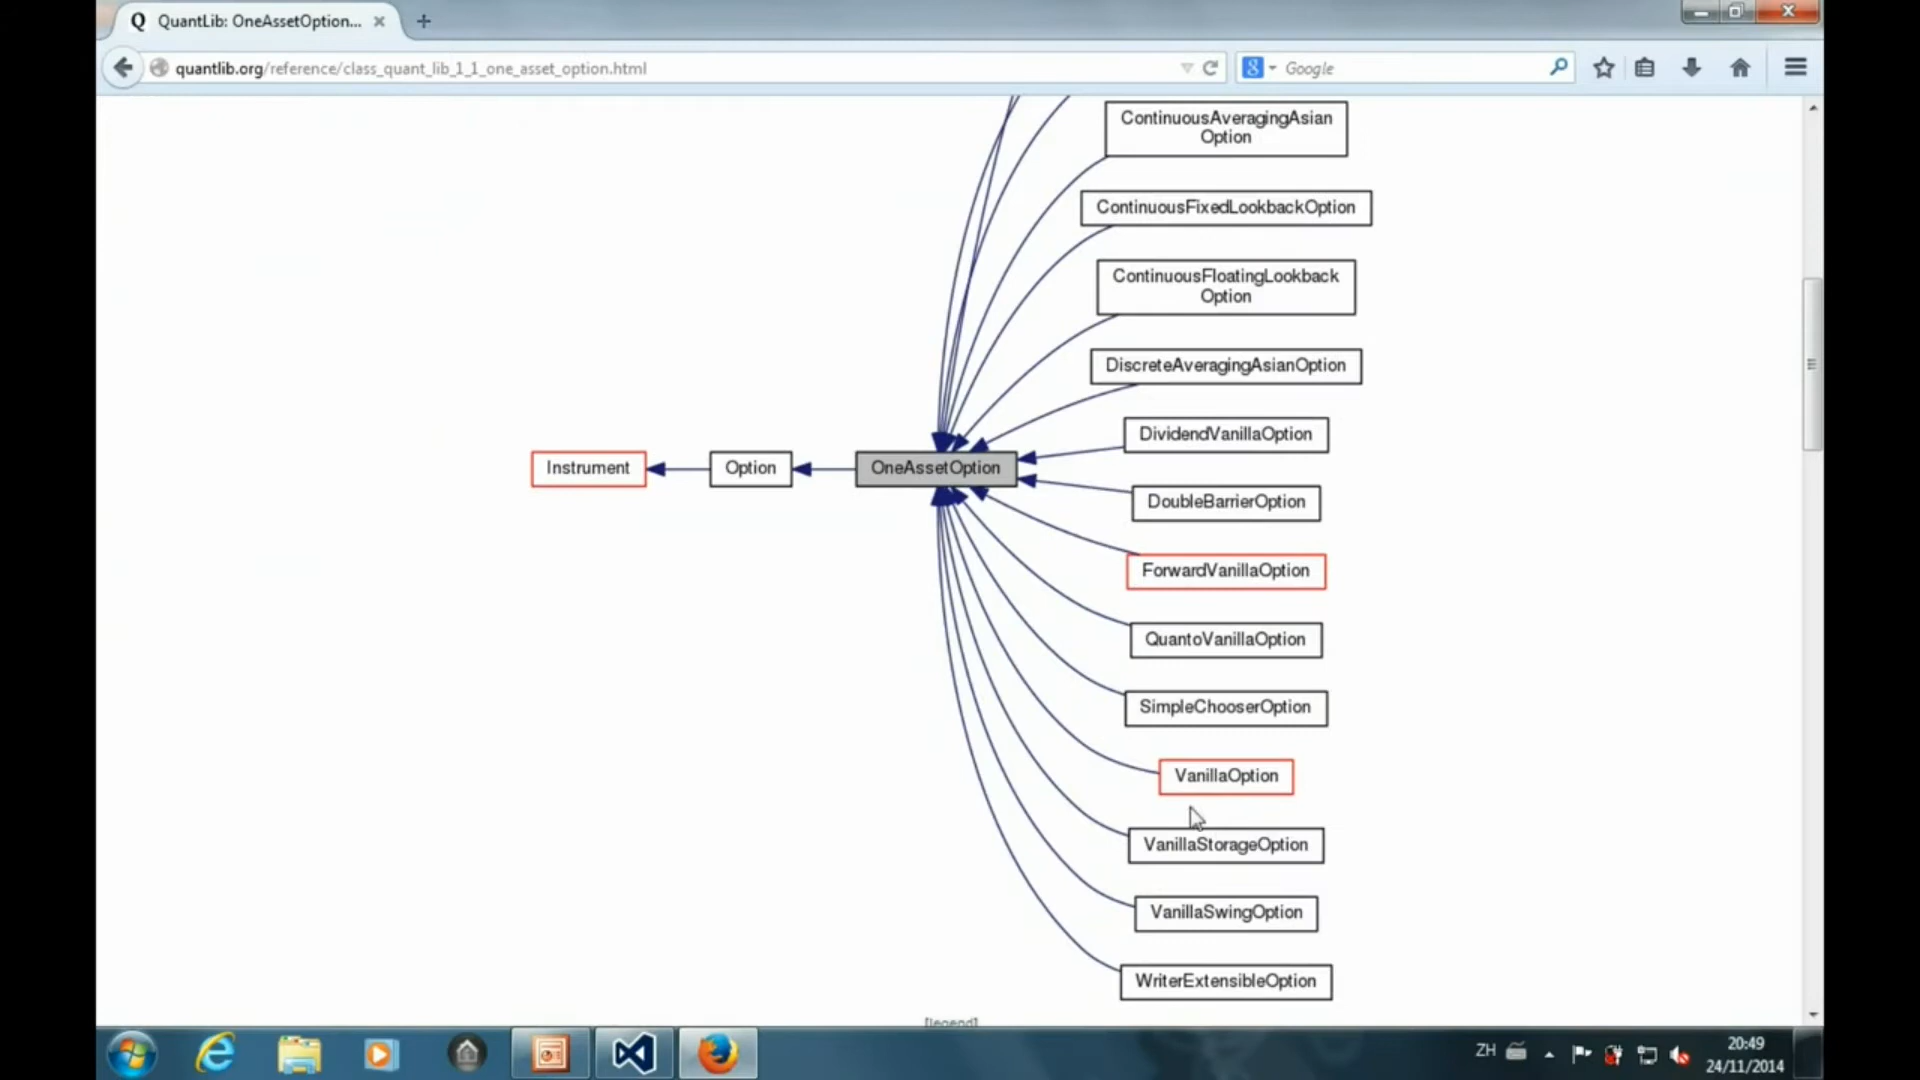 Q QuantLib: OneAssetOption...
quantlib.org/reference/class_quant_lib_1_1_one_asset_option.html
Google
ContinuousAveragingAsian
Option
ContinuousFixedLookbackOption
ContinuousFloatingLookback
Option
DiscreteAveragingAsianOption
DividendVanillaOption
Instrument
Option
OneAssetOption
DoubleBarrierOption
ForwardVanillaOption
QuantoVanillaOption
SimpleChooserOption
VanillaOption
VanillaStorageOption
VanillaSwingOption
WriterExtensibleOption
[legend]
ZH
20:49
24/11/2014